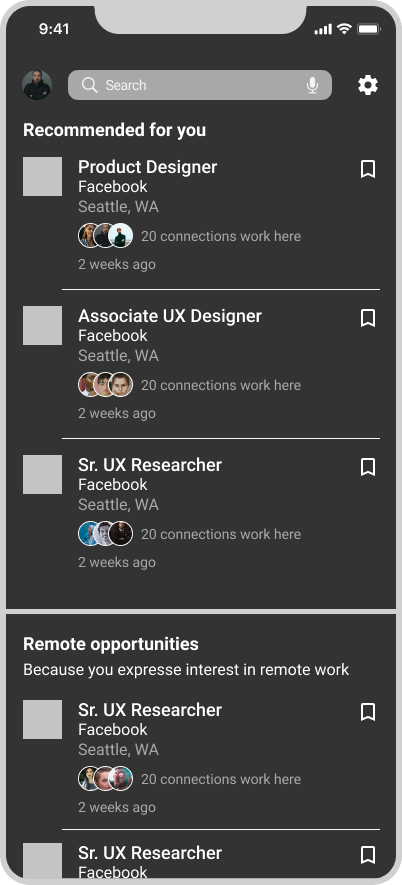 9:41
Search
Recommended for you
Product Designer
Facebook
Seattle, WA
20 connections work here
2 weeks ago
Associate UX Designer
Facebook
Seattle, WA
20 connections work here
2 weeks ago
Sr. UX Researcher
Facebook
Seattle, WA
20 connections work here
2 weeks ago
Remote opportunities
Because you expresse interest in remote work
Sr. UX Researcher
Facebook
Seattle, WA
20 connections work here
2 weeks ago
Sr. UX Researcher
Facebook